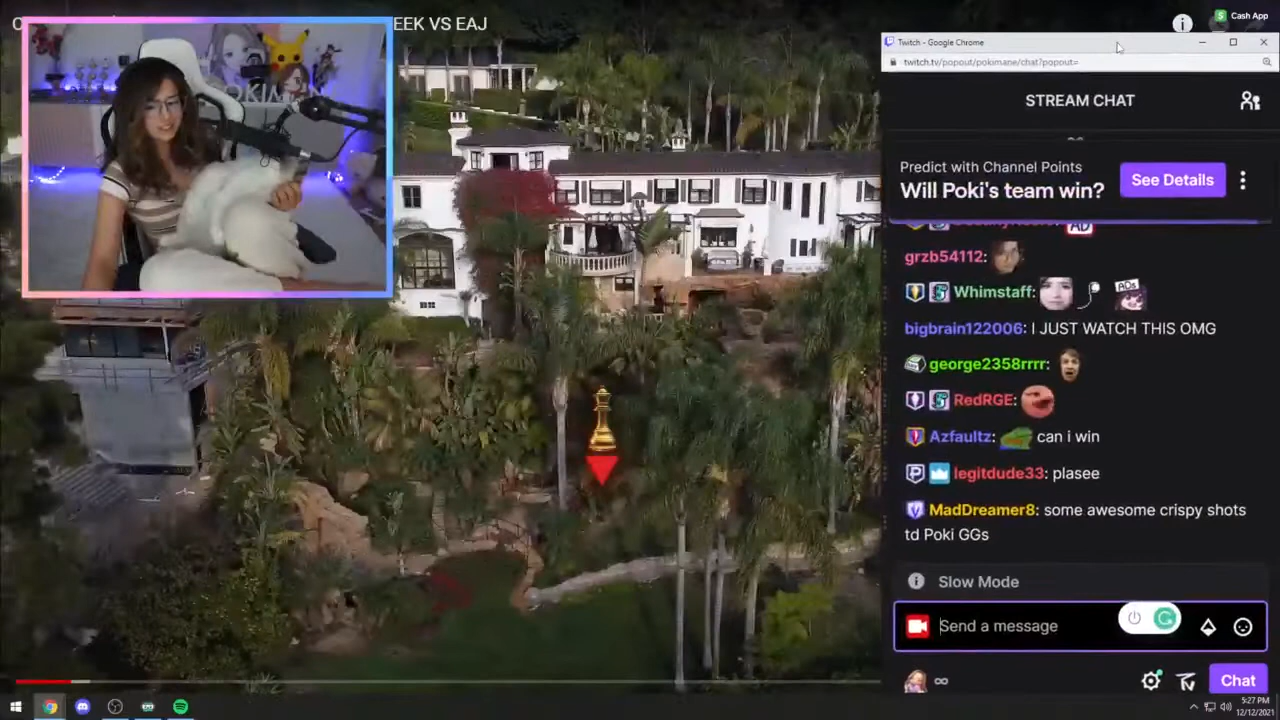 EEK VS EAJ
Cash App
Twitch - Google Chrome
twitch.tv/popout/pokimane/chat?popout=
STREAM CHAT
Predict with Channel Points
Will Poki's team win?
See Details
AD
grzb54112:
Whimstaff:
ADs
bigbrain122006: I JUST WATCH THIS OMG
george2358rrrr:
RedRGE:
Azfaultz: can i win
legitdude33: plasee
MadDreamer8: some awesome crispy shots
td Poki GGs
Slow Mode
Send a message
Chat
5:27 PM
12/12/2021